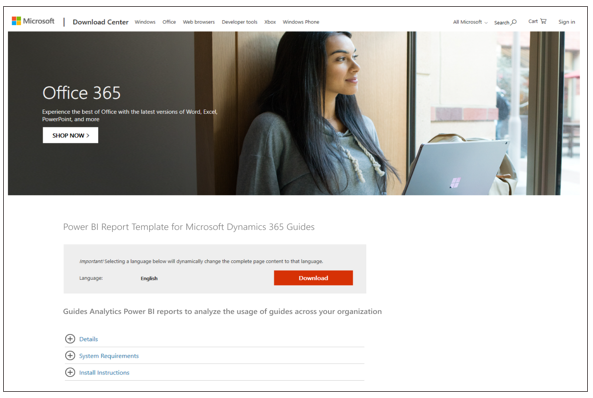 Microsoft | Download Center Windows Office Web browsers Developer tools Xbox Windows Phone All Microsoft Search Cart Sign in
Office 365
Experience the best of Office with the latest versions of Word, Excel,
PowerPoint, and more
SHOP NOW >
Power BI Report Template for Microsoft Dynamics 365 Guides
Important! Selecting a language below will dynamically change the complete page content to that language.
Language: English Download
Guides Analytics Power BI reports to analyze the usage of guides across your organization
Details
System Requirements
Install Instructions